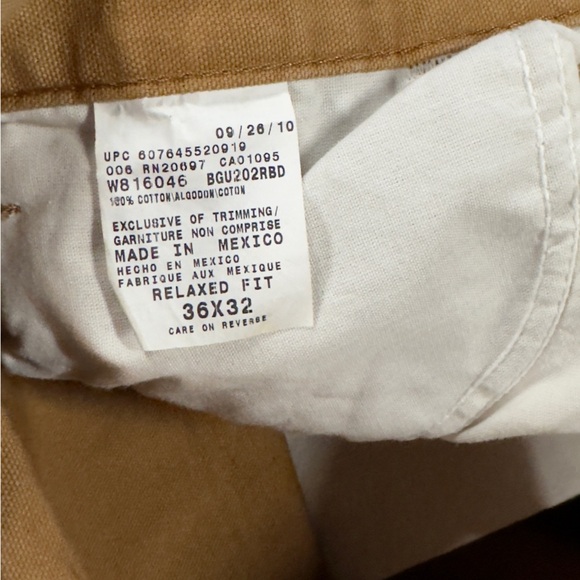 09/26/10
UPC 607645520919
006 RN20697 CA01095
W816046 BGU202RBD
100% COTTON\ALGODON\COTON
EXCLUSIVE OF TRIMMING/
GARNITURE NON COMPRISE
MADE IN MEXICO
HECHO EN MEXICO
FABRIQUE AUX MEXIQUE
RELAXED FIT
36X32
CARE ON REVERSE